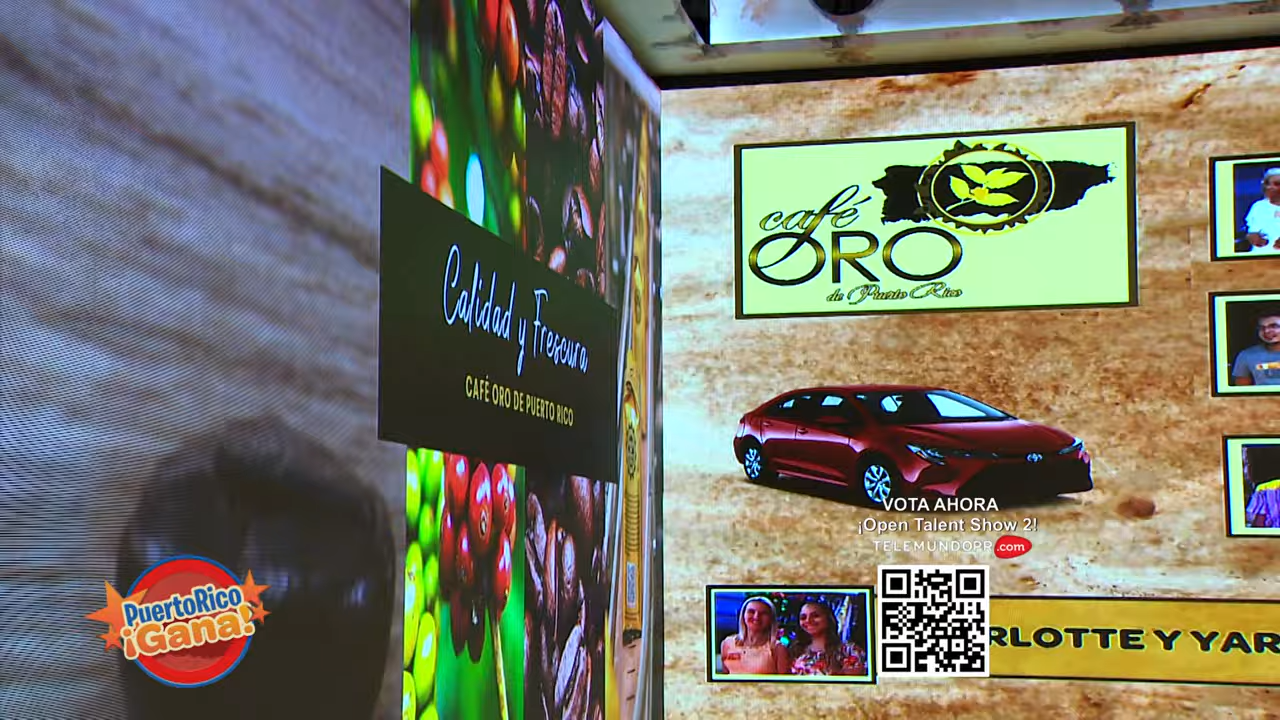 Calidad y Frescura
CAFÉ ORO DE PUERTO RICO
café
ORO
de Puerto Rico
VOTA AHORA
¡Open Talent Show 2!
TELEMUNDOPR.com
RLOTTE Y YAR
PuertoRico
¡Gana!